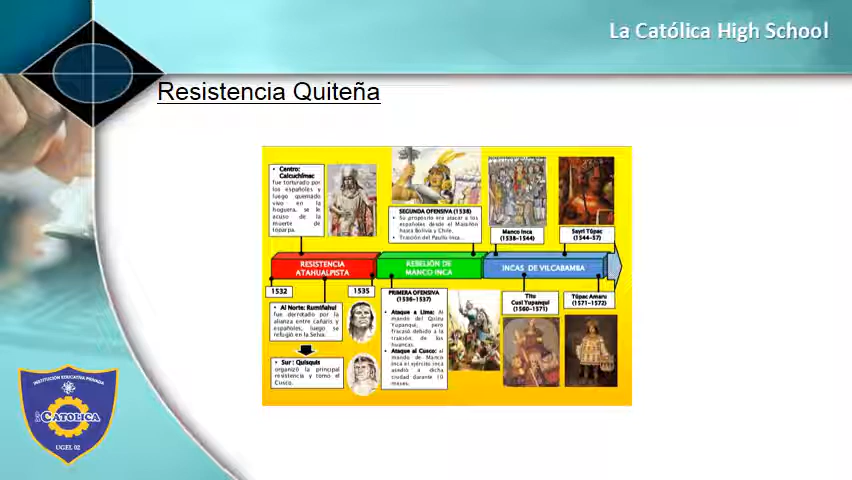 La Católica High School
Resistencia Quiteña
• Centro:
Calcuchímac
fue torturado por
los españoles y
luego quemado
vivo en la
hoguera, se le
acuso de la
muerte de
Toparpa.
SEGUNDA OFENSIVA (1538)
• Su propósito era atacar a los
españoles desde el Marañón
hasta Bolivia y Chile.
• Traición del Paullu Inca...
Manco Inca
(1538-1544)
Sayri Túpac
(1544-57)
RESISTENCIA
ATAHUALPISTA
REBELIÓN DE
MANCO INCA
INCAS DE VILCABAMBA
1532
1535
• Al Norte: Rumiñahui
fue derrotado por la
alianza entre cañaris y
españoles, luego se
refugió en la Selva.
• Sur : Quisquis
organizó la principal
resistencia y tomo el
Cusco.
PRIMERA OFENSIVA
(1536-1537)
• Ataque a Lima: Al
mando del Quizu
Yupanqui, pero
fracasó debido a la
traición de los
huancas.
• Ataque al Cusco: al
mando de Manco
Inca el ejército inca
asedió a dicha
ciudad durante 10
meses.
Titu
Cusi Yupanqui
(1560-1571)
Túpac Amaru
(1571-1572)
INSTITUCIÓN EDUCATIVA PRIVADA
LA CATOLICA
UGEL 02